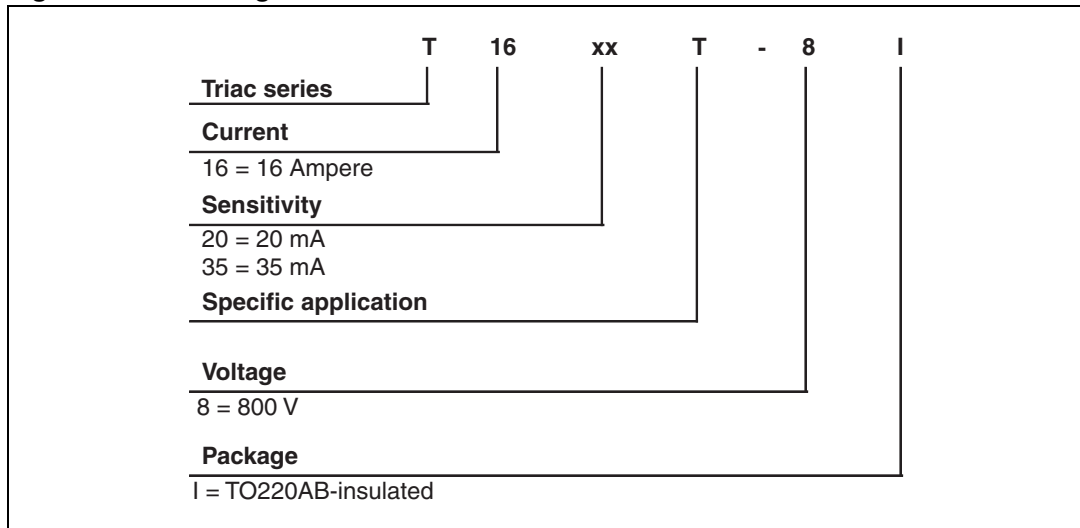 T 16 xx T - 8 I
Triac series
Current
16 = 16 Ampere
Sensitivity
20 = 20 mA
35 = 35 mA
Specific application
Voltage
8 = 800 V
Package
I = TO220AB-insulated